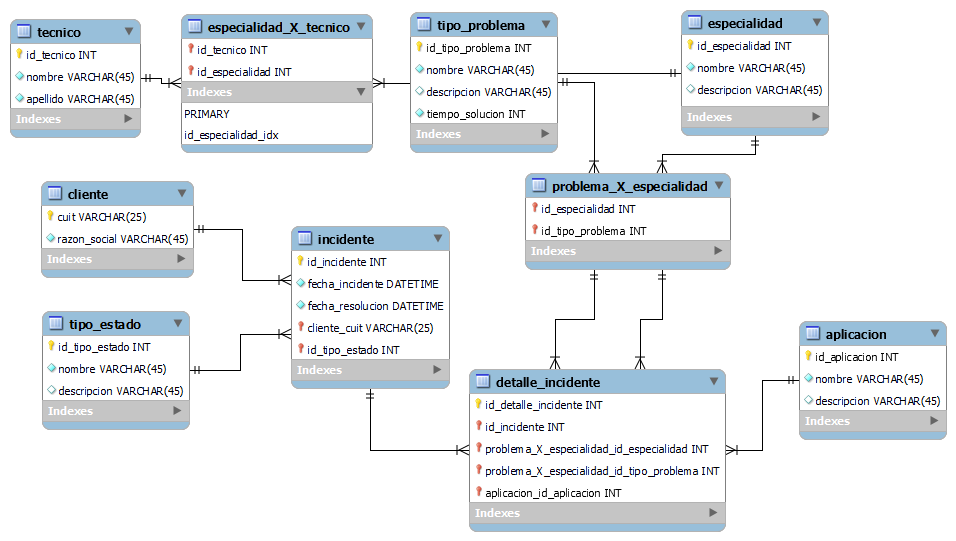 tecnico
id_tecnico INT
nombre VARCHAR(45)
apellido VARCHAR(45)
Indexes
especialidad_X_tecnico
id_tecnico INT
id_especialidad INT
Indexes
PRIMARY
id_especialidad_idx
tipo_problema
id_tipo_problema INT
nombre VARCHAR(45)
descripcion VARCHAR(45)
tiempo_solucion INT
Indexes
especialidad
id_especialidad INT
nombre VARCHAR(45)
descripcion VARCHAR(45)
Indexes
cliente
cuit VARCHAR(25)
razon_social VARCHAR(45)
Indexes
problema_X_especialidad
id_especialidad INT
id_tipo_problema INT
Indexes
incidente
id_incidente INT
fecha_incidente DATETIME
fecha_resolucion DATETIME
cliente_cuit VARCHAR(25)
id_tipo_estado INT
Indexes
tipo_estado
id_tipo_estado INT
nombre VARCHAR(45)
descripcion VARCHAR(45)
Indexes
aplicacion
id_aplicacion INT
nombre VARCHAR(45)
descripcion VARCHAR(45)
Indexes
detalle_incidente
id_detalle_incidente INT
id_incidente INT
problema_X_especialidad_id_especialidad INT
problema_X_especialidad_id_tipo_problema INT
aplicacion_id_aplicacion INT
Indexes